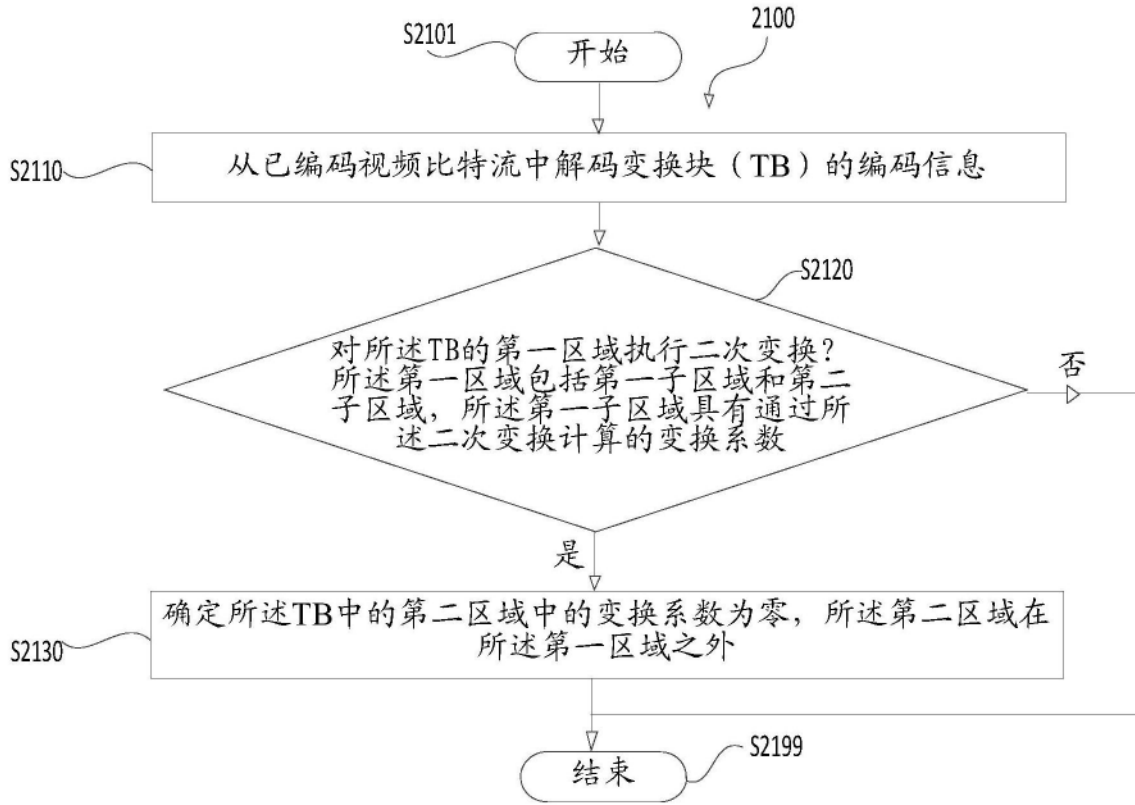 S2101
开始
2100
S2110
从已编码视频比特流中解码变换块（TB）的编码信息
S2120
对所述TB的第一区域执行二次变换？
所述第一区域包括第一子区域和第二
子区域，所述第一子区域具有通过所
述二次变换计算的变换系数
否
是
确定所述TB中的第二区域中的变换系数为零，所述第二区域在
所述第一区域之外
S2130
S2199
结束